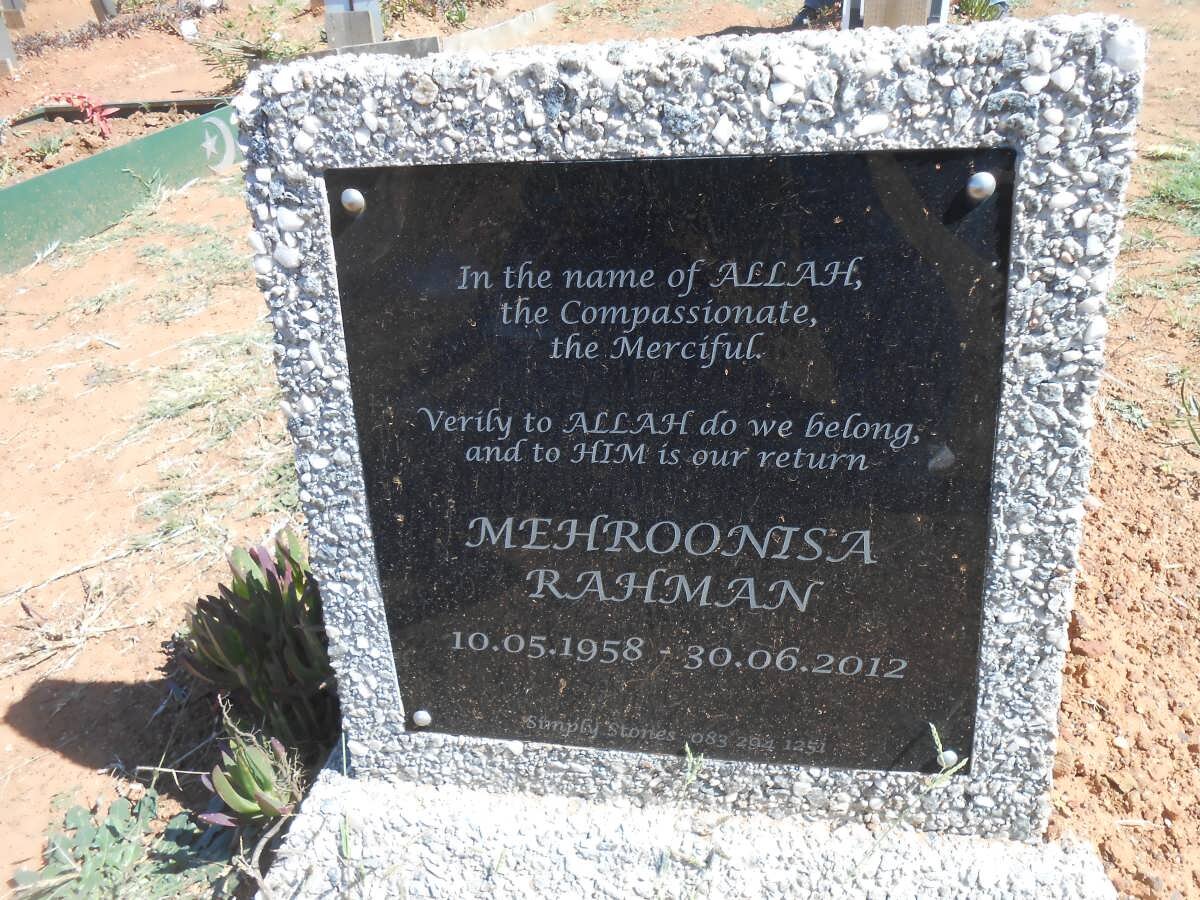 In the name of ALLAH,
the Compassionate,
the Merciful.
Verily to ALLAH do we belong,
and to HIM is our return
MEHROONISA
RAHMAN
10.05.1958 - 30.06.2012
Simply Stones 083 294 1251